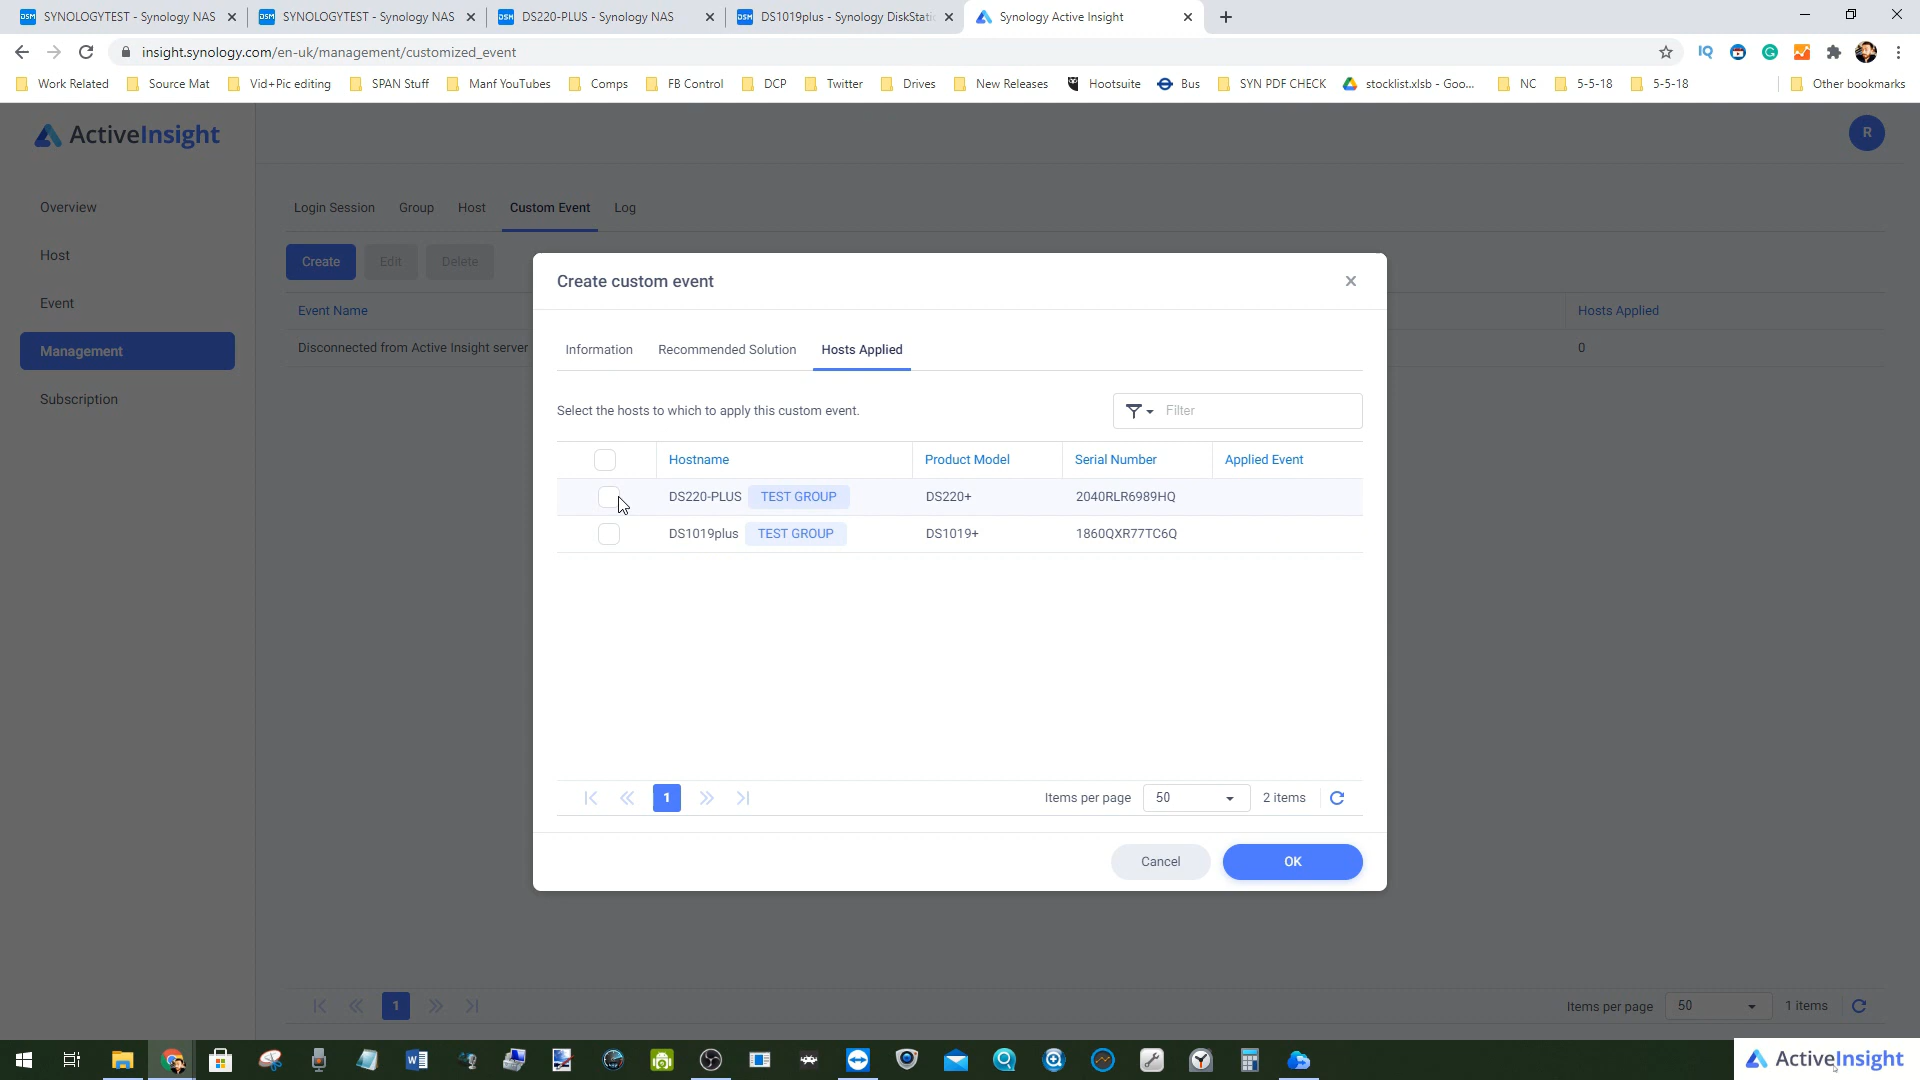 SYNOLOGYTEST - Synology NAS
SYNOLOGYTEST - Synology NAS
DS220-PLUS - Synology NAS
DS1019plus - Synology DiskStatio
Synology Active Insight
insight.synology.com/en-uk/management/customized_event
Work Related
Source Mat
Vid+Pic editing
SPAN Stuff
Manf YouTubes
Comps
FB Control
DCP
Twitter
Drives
New Releases
Hootsuite
Bus
SYN PDF CHECK
stocklist.xlsb - Goo...
NC
5-5-18
5-5-18
Other bookmarks
ActiveInsight
R
Overview
Host
Event
Management
Subscription
Login Session
Group
Host
Custom Event
Log
Create
Edit
Delete
Event Name
Hosts Applied
Disconnected from Active Insight server
0
Create custom event
Information
Recommended Solution
Hosts Applied
Select the hosts to which to apply this custom event.
Filter
Hostname
Product Model
Serial Number
Applied Event
DS220-PLUS TEST GROUP DS220+ 2040RLR6989HQ
DS1019plus TEST GROUP DS1019+ 1860QXR77TC6Q
1
Items per page 50 2 items
Cancel
OK
1
Items per page 50 1 items
ActiveInsight